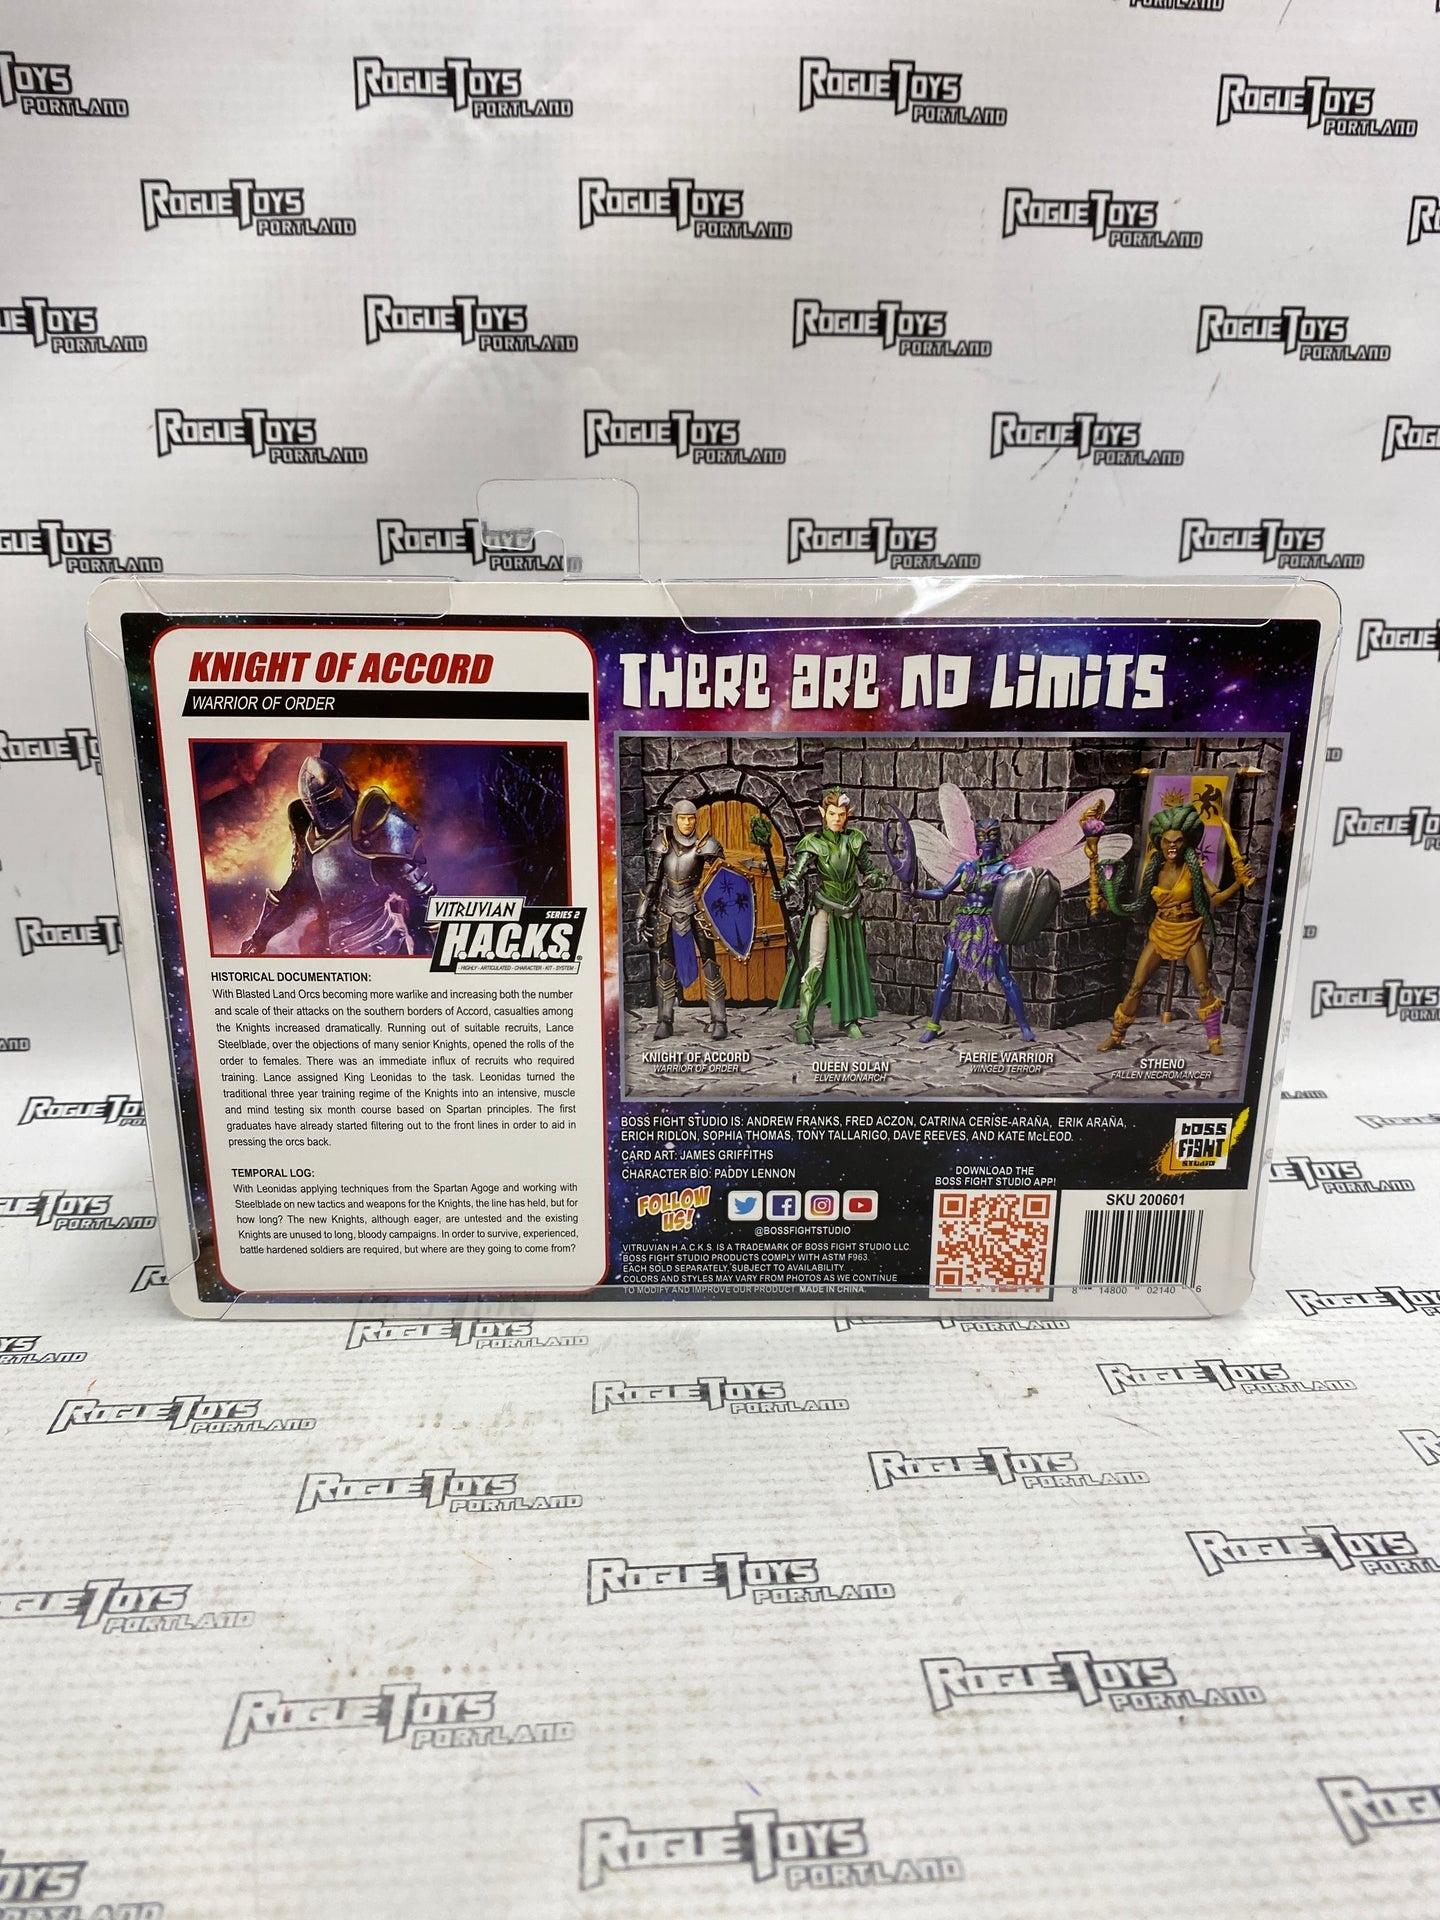 ROGUE TOYS PORTLAND
KNIGHT OF ACCORD
WARRIOR OF ORDER
VITRUVIAN
SERIES 2
H.A.C.K.S.
HIGHLY · ARTICULATED · CHARACTER · KIT · SYSTEM
HISTORICAL DOCUMENTATION:
With Blasted Land Orcs becoming more warlike and increasing both the number
and scale of their attacks on the southern borders of Accord, casualties among
the Knights increased dramatically. Running out of suitable recruits, Lance
Steelblade, over the objections of many senior Knights, opened the rolls of the
order to females. There was an immediate influx of recruits who required
training. Lance assigned King Leonidas to the task. Leonidas turned the
traditional three year training regime of the Knights into an intensive, muscle
and mind testing six month course based on Spartan principles. The first
graduates have already started filtering out to the front lines in order to aid in
pressing the orcs back.
TEMPORAL LOG:
With Leonidas applying techniques from the Spartan Agoge and working with
Steelblade on new tactics and weapons for the Knights, the line has held, but for
how long? The new Knights, although eager, are untested and the existing
Knights are unused to long, bloody campaigns. In order to survive, experienced,
battle hardened soldiers are required, but where are they going to come from?
THERE ARE NO LIMITS
KNIGHT OF ACCORD
WARRIOR OF ORDER
QUEEN SOLAN
ELVEN MONARCH
FAERIE WARRIOR
WINGED TERROR
STHENO
FALLEN NECROMANCER
BOSS FIGHT STUDIO IS: ANDREW FRANKS, FRED ACZON, CATRINA CERISE-ARAÑA, ERIK ARAÑA,
ERICH RIDLON, SOPHIA THOMAS, TONY TALLARIGO, DAVE REEVES, AND KATE McLEOD.
CARD ART: JAMES GRIFFITHS
CHARACTER BIO: PADDY LENNON
FOLLOW US!
@BOSSFIGHTSTUDIO
VITRUVIAN H.A.C.K.S. IS A TRADEMARK OF BOSS FIGHT STUDIO LLC.
BOSS FIGHT STUDIO PRODUCTS COMPLY WITH ASTM F963.
EACH SOLD SEPARATELY, SUBJECT TO AVAILABILITY.
COLORS AND STYLES MAY VARY FROM PHOTOS AS WE CONTINUE
TO MODIFY AND IMPROVE OUR PRODUCT. MADE IN CHINA.
DOWNLOAD THE
BOSS FIGHT STUDIO APP!
BOSS
FIGHT
STUDIO
SKU 200601
8 14800 02140 6